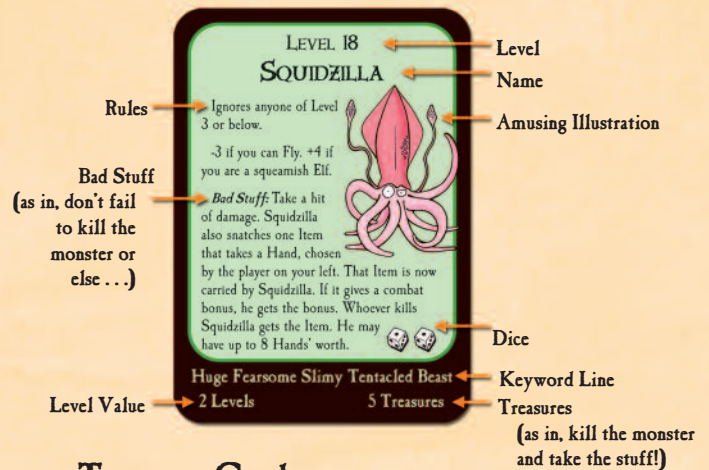 LEVEL 18
SQUIDZILLA
Ignores anyone of Level
3 or below.
-3 if you can Fly. +4 if
you are a squeamish Elf.
Bad Stuff: Take a hit
of damage. Squidzilla
also snatches one Item
that takes a Hand, chosen
by the player on your left. That Item is now
carried by Squidzilla. If it gives a combat
bonus, he gets the bonus. Whoever kills
Squidzilla gets the Item. He may
have up to 8 Hands' worth.
Huge Fearsome Slimy Tentacled Beast
2 Levels
5 Treasures
Rules
Bad Stuff
(as in, don't fail
to kill the
monster or
else . . .)
Level Value
Level
Name
Amusing Illustration
Dice
Keyword Line
Treasures
(as in, kill the monster
and take the stuff!)